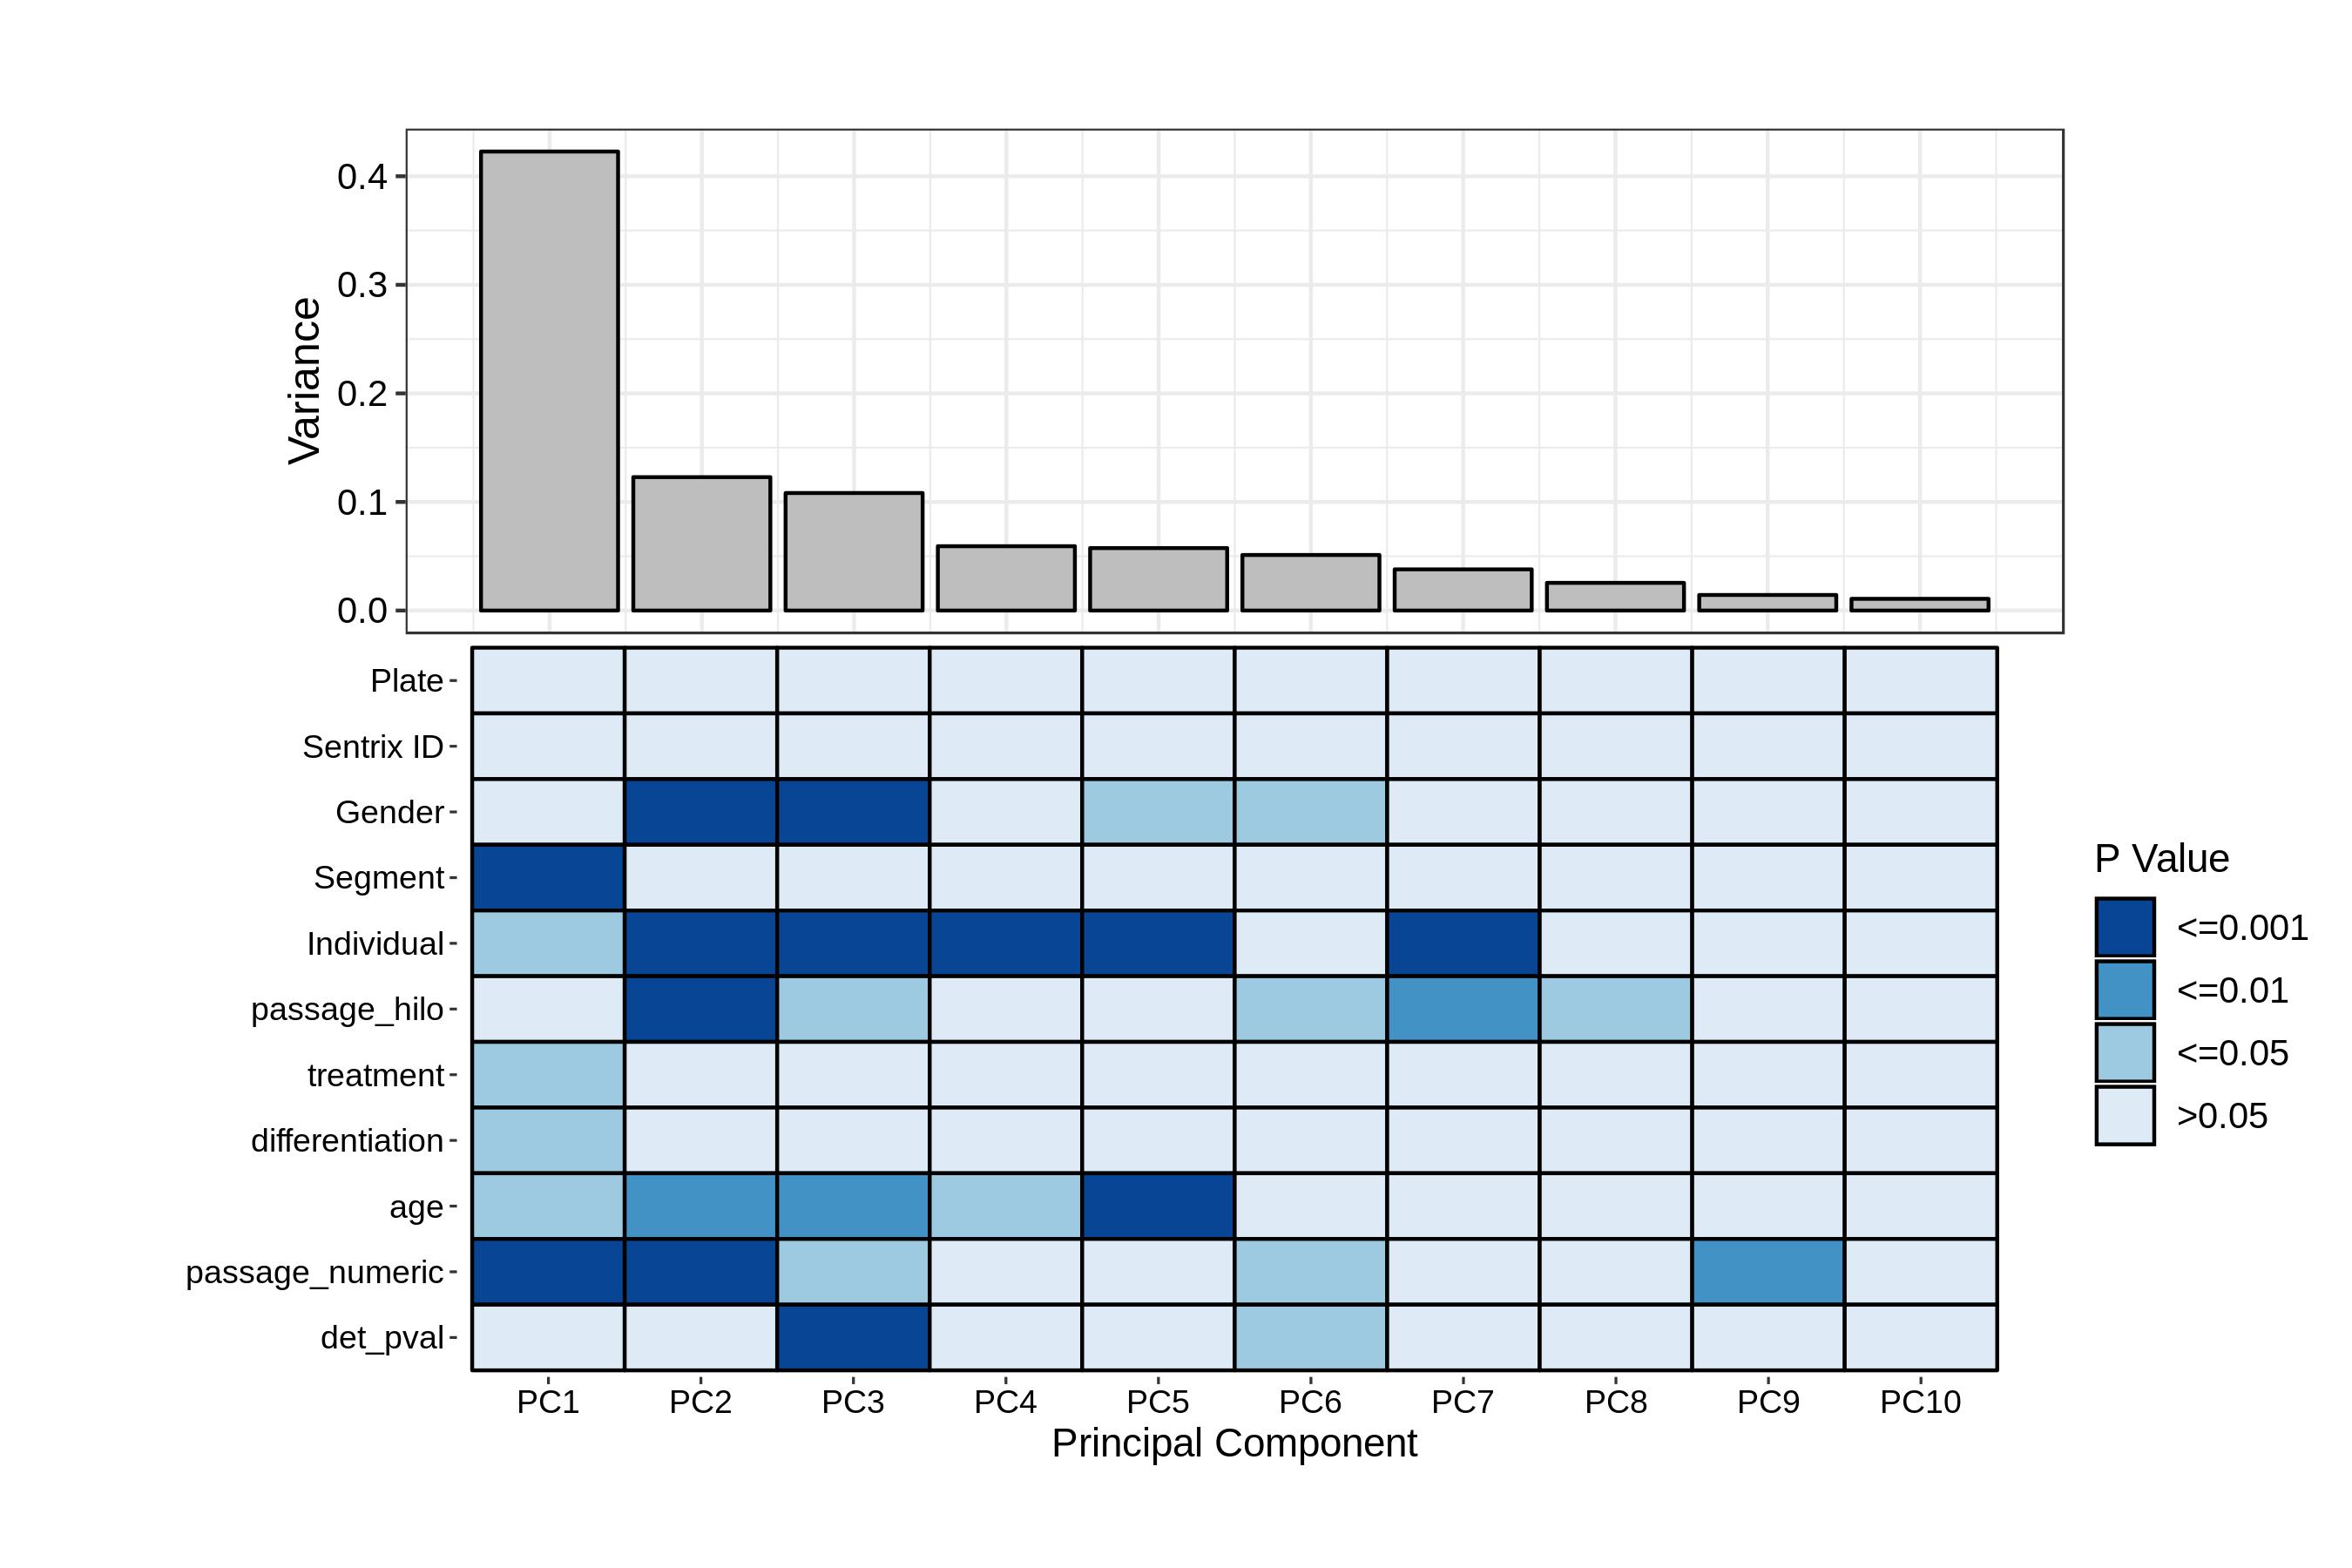 Variance
0.4
0.3
0.2
0.1
0.0
Plate
Sentrix ID
Gender
Segment
Individual
passage_hilo
treatment
differentiation
age
passage_numeric
det_pval
PC1 PC2 PC3 PC4 PC5 PC6 PC7 PC8 PC9 PC10
Principal Component
P Value
<=0.001
<=0.01
<=0.05
>0.05